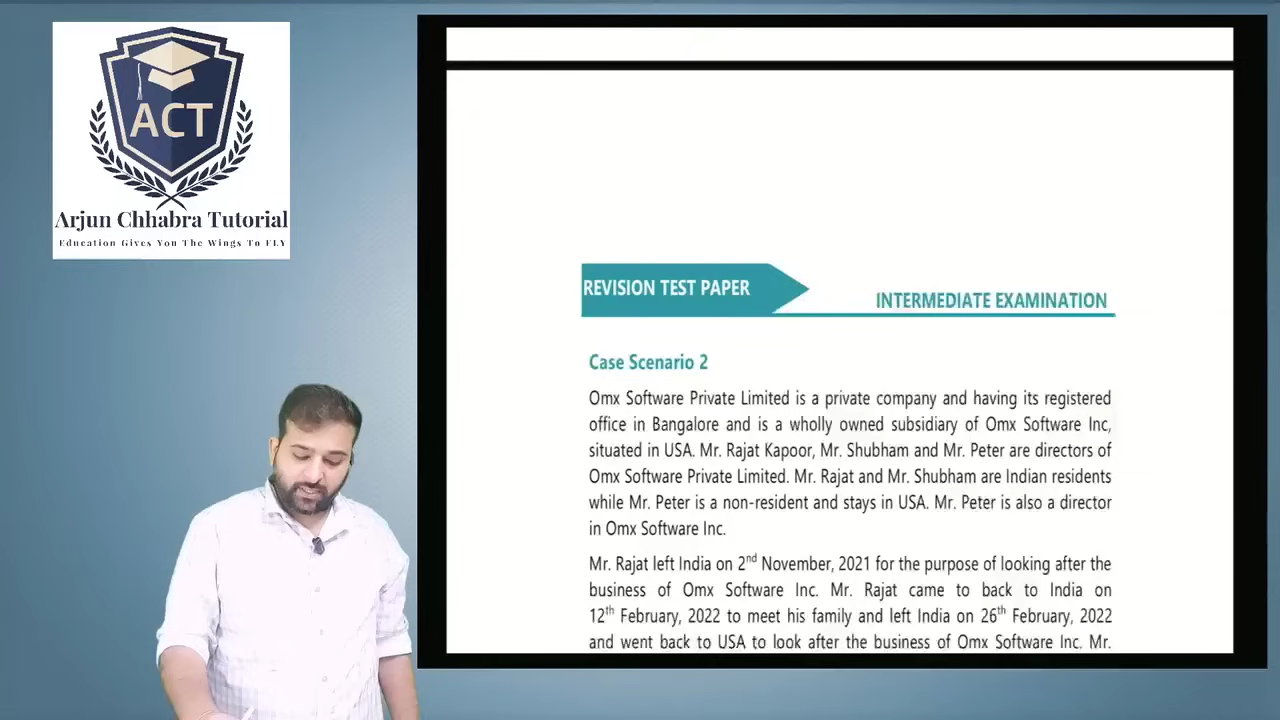 ACT
Arjun Chhabra Tutorial
Education Gives You The Wings To FLY
REVISION TEST PAPER
INTERMEDIATE EXAMINATION
Case Scenario 2
Omx Software Private Limited is a private company and having its registered
office in Bangalore and is a wholly owned subsidiary of Omx Software Inc,
situated in USA. Mr. Rajat Kapoor, Mr. Shubham and Mr. Peter are directors of
Omx Software Private Limited. Mr. Rajat and Mr. Shubham are Indian residents
while Mr. Peter is a non-resident and stays in USA. Mr. Peter is also a director
in Omx Software Inc.
Mr. Rajat left India on 2nd November, 2021 for the purpose of looking after the
business of Omx Software Inc. Mr. Rajat came to back to India on
12th February, 2022 to meet his family and left India on 26th February, 2022
and went back to USA to look after the business of Omx Software Inc. Mr.